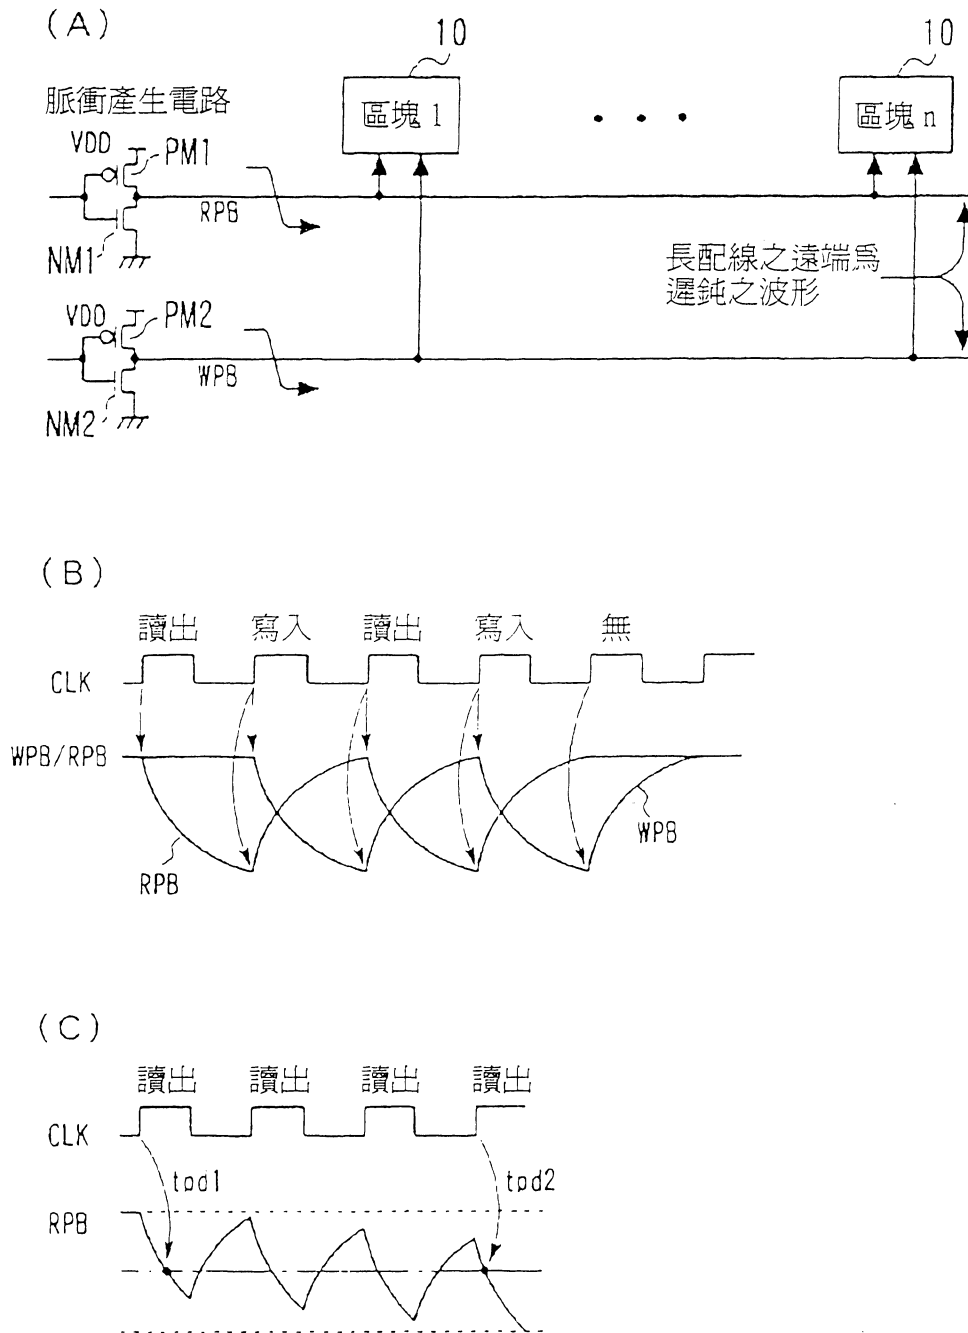 (A)
10
10
脈衝產生電路
區塊1
區塊n
VDD
PM1
RPB
NM1
長配線之遠端爲
遲鈍之波形
VDD
PM2
WPB
NM2
(B)
讀出 寫入 讀出 寫入 無
CLK
WPB/RPB
WPB
RPB
(C)
讀出 讀出 讀出 讀出
CLK
tpd1
tpd2
RPB